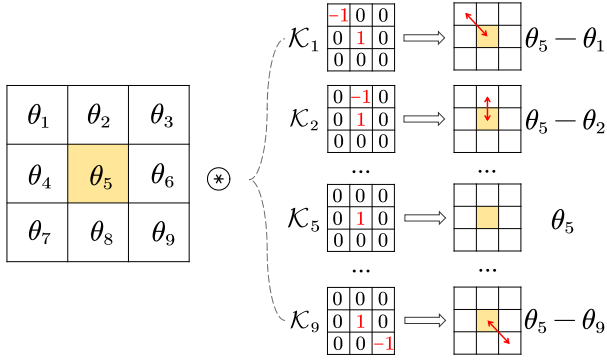 θ₁ θ₂ θ₃
θ₄ θ₅ θ₆
θ₇ θ₈ θ₉
⊛
𝒦₁
-1 0 0
0 1 0
0 0 0
θ₅ − θ₁
𝒦₂
0 -1 0
0 1 0
0 0 0
θ₅ − θ₂
... ...
𝒦₅
0 0 0
0 1 0
0 0 0
θ₅
... ...
𝒦₉
0 0 0
0 1 0
0 0 -1
θ₅ − θ₉